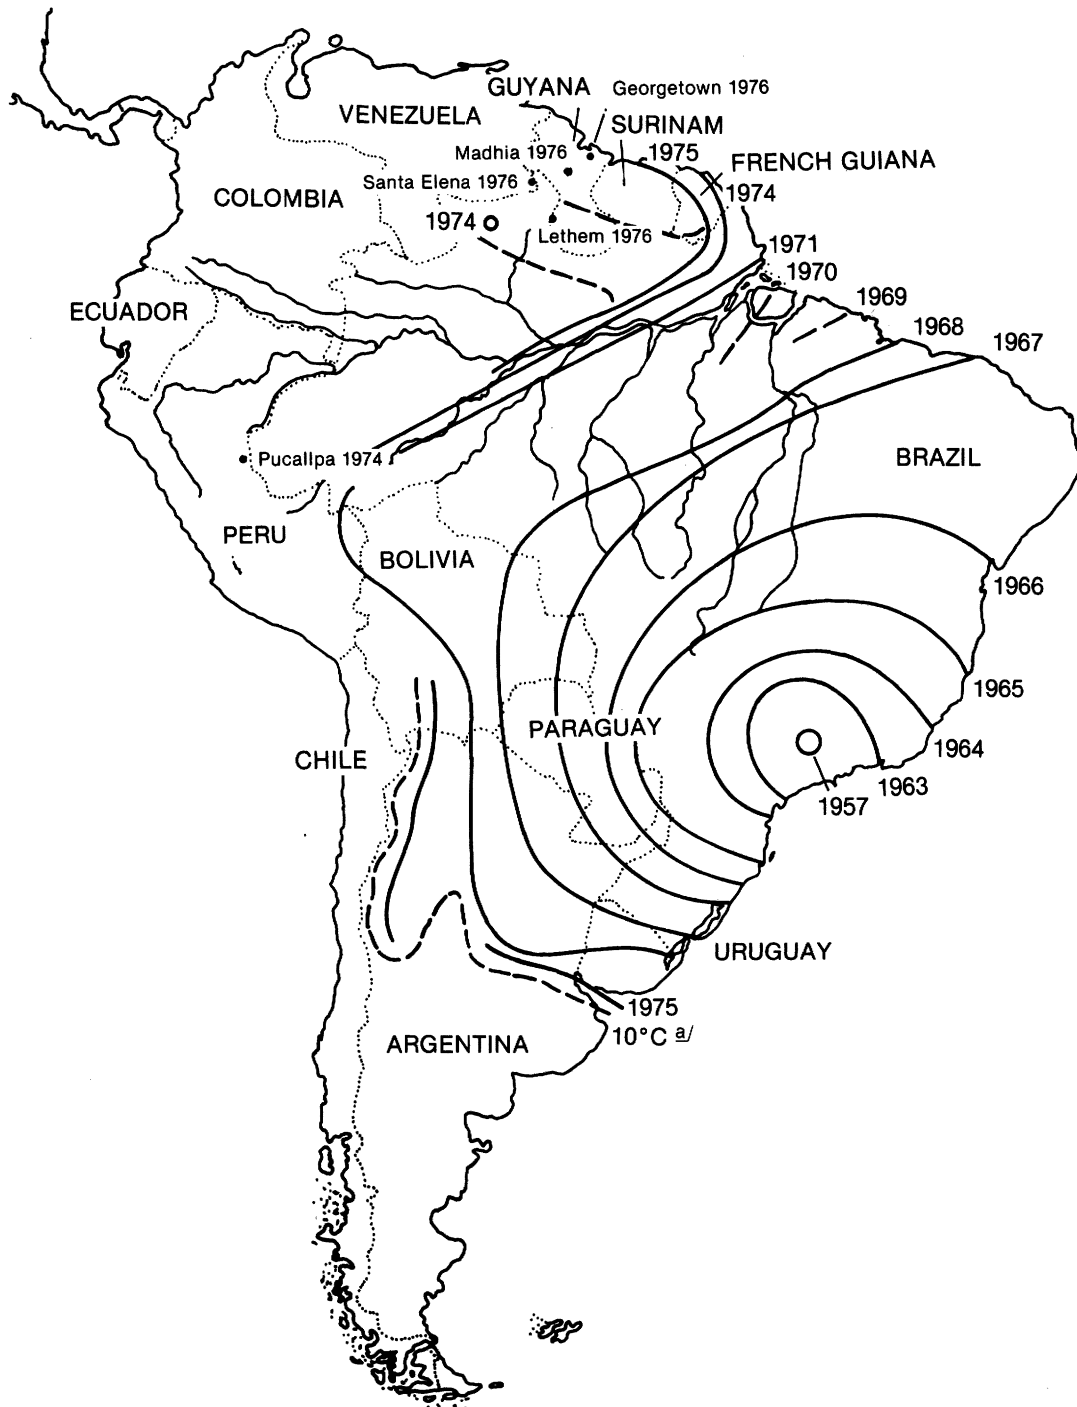 GUYANA
Georgetown 1976
VENEZUELA
SURINAM
Madhia 1976
1975
FRENCH GUIANA
Santa Elena 1976
1974
COLOMBIA
1974
Lethem 1976
1971
1970
ECUADOR
1969
1968
1967
Pucallpa 1974
BRAZIL
PERU
BOLIVIA
1966
1965
PARAGUAY
1964
CHILE
1963
1957
URUGUAY
1975
10°C a/
ARGENTINA